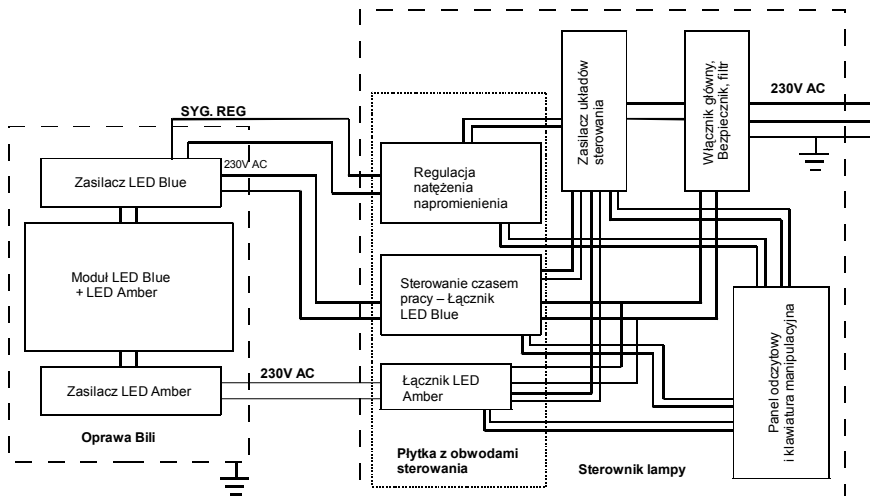 SYG. REG
Zasilacz LED Blue
230V AC
Moduł LED Blue
+ LED Amber
Zasilacz LED Amber
230V AC
Oprawa Bili
Regulacja
natężenia
napromienienia
Sterowanie czasem
pracy – Łącznik
LED Blue
Łącznik LED
Amber
Płytka z obwodami
sterowania
Zasilacz układów
sterowania
Włącznik główny,
Bezpiecznik, filtr
230V AC
Panel odczytowy
i klawiatura manipulacyjna
Sterownik lampy